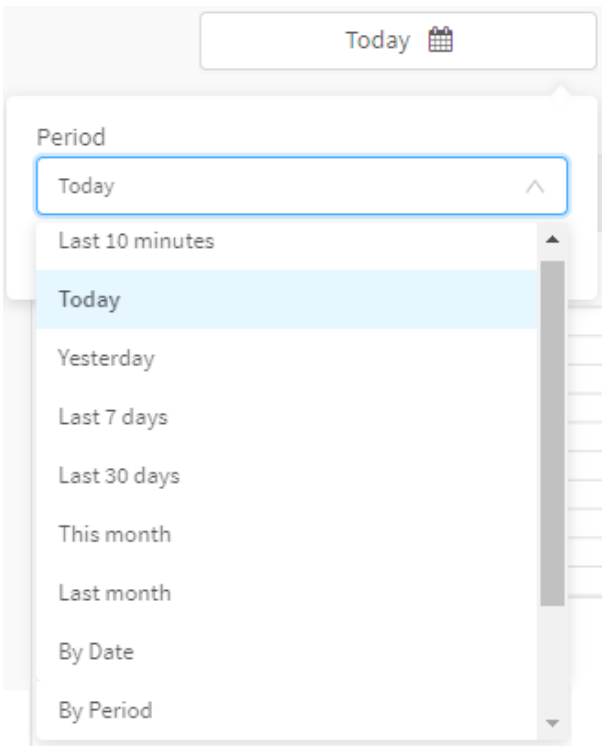 Today
Period
Today
Last 10 minutes
Today
Yesterday
Last 7 days
Last 30 days
This month
Last month
By Date
By Period